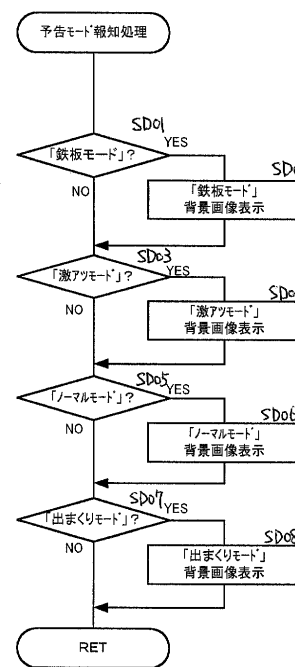 予告モード報知処理
SD01
YES
「鉄板モード」?
NO
「鉄板モード」
背景画像表示
SD03
YES
「激アツモード」?
NO
「激アツモード」
背景画像表示
SD05
YES
「ノーマルモード」?
NO
SD06
「ノーマルモード」
背景画像表示
SD07
YES
「出まくりモード」?
NO
SD08
「出まくりモード」
背景画像表示
RET